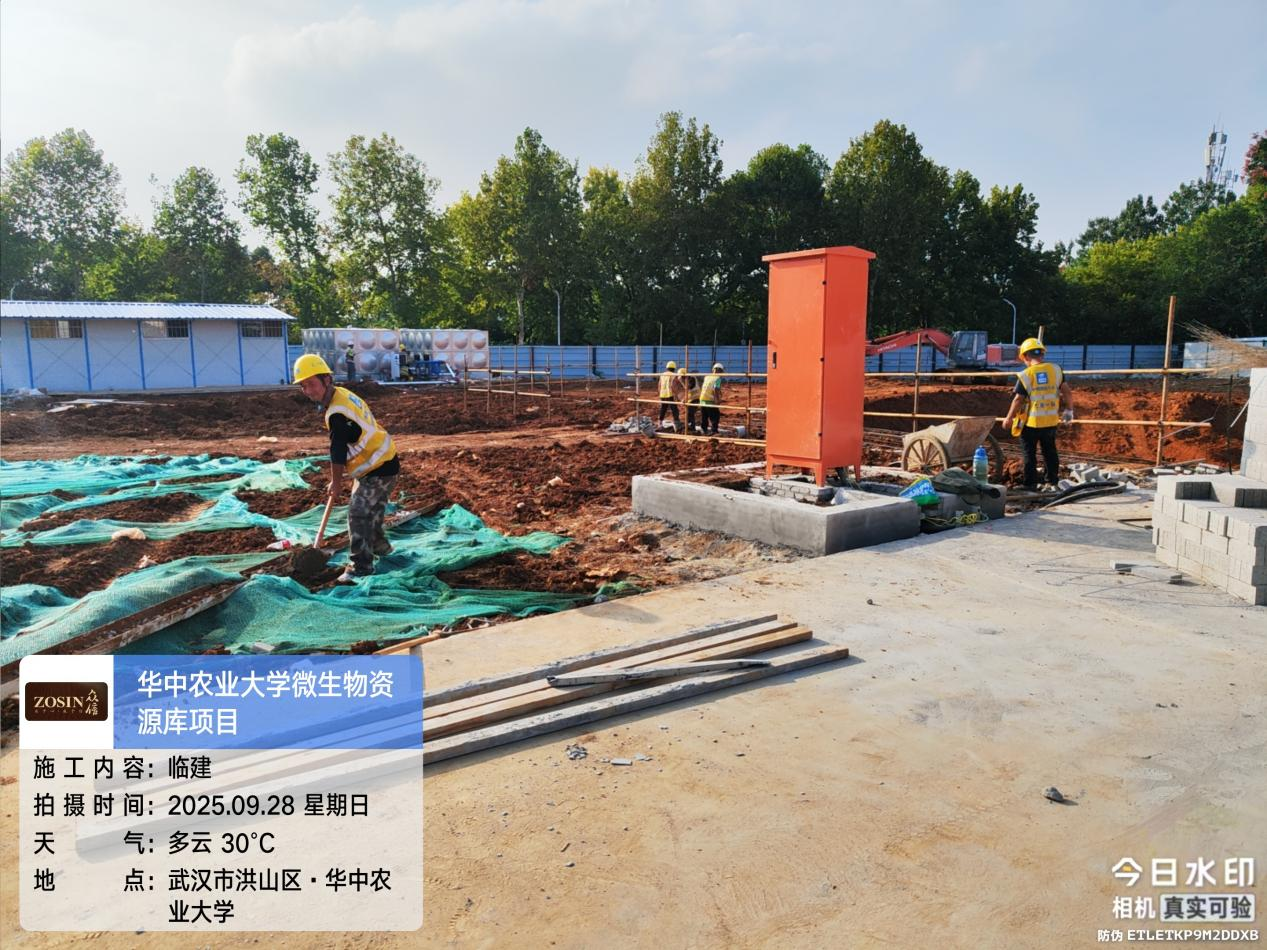 ZOSIN 众信
华中农业大学微生物资
源库项目
施工内容：临建
拍摄时间：2025.09.28 星期日
天气：多云 30°C
地点：武汉市洪山区·华中农
业大学
今日水印
相机 真实可验
防伪 ETLETKP9M2DDXB